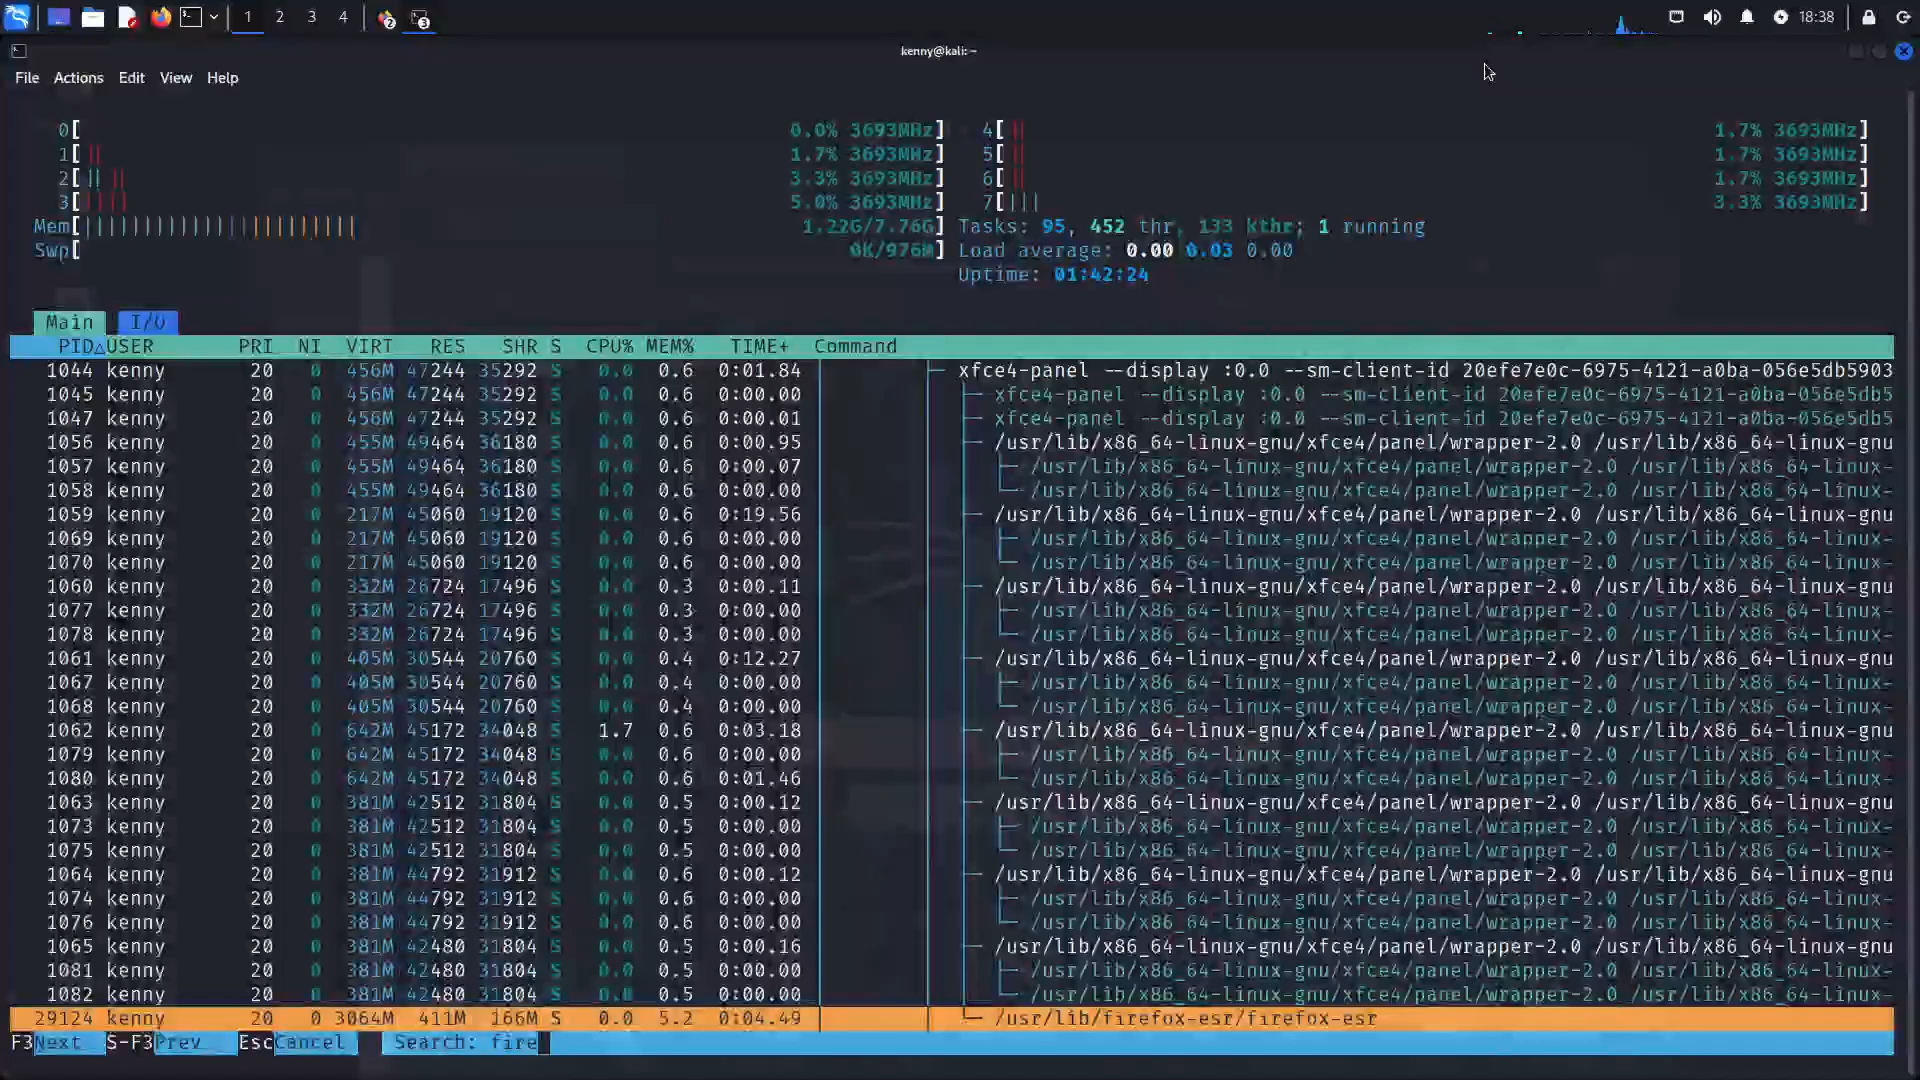 1 2 3 4 2 3 18:38
kenny@kali: ~
File Actions Edit View Help
0[ 0.0% 3693MHz] 4[|| 1.7% 3693MHz]
1[|| 1.7% 3693MHz] 5[|| 1.7% 3693MHz]
2[|| || 3.3% 3693MHz] 6[|| 1.7% 3693MHz]
3[|||| 5.0% 3693MHz] 7[||| 3.3% 3693MHz]
Mem[||||||||||||||||||||||| 1.22G/7.76G] Tasks: 95, 452 thr, 133 kthr; 1 running
Swp[ 0K/976M] Load average: 0.00 0.03 0.00
Uptime: 01:42:24
Main I/O
PID△USER PRI NI VIRT RES SHR S CPU% MEM% TIME+ Command
1044 kenny 20 0 456M 47244 35292 S 0.0 0.6 0:01.84 │ ├─ xfce4-panel --display :0.0 --sm-client-id 20efe7e0c-6975-4121-a0ba-056e5db5903
1045 kenny 20 0 456M 47244 35292 S 0.0 0.6 0:00.00 │ │ ├─ xfce4-panel --display :0.0 --sm-client-id 20efe7e0c-6975-4121-a0ba-056e5db5
1047 kenny 20 0 456M 47244 35292 S 0.0 0.6 0:00.01 │ │ ├─ xfce4-panel --display :0.0 --sm-client-id 20efe7e0c-6975-4121-a0ba-056e5db5
1056 kenny 20 0 455M 49464 36180 S 0.0 0.6 0:00.95 │ │ ├─ /usr/lib/x86_64-linux-gnu/xfce4/panel/wrapper-2.0 /usr/lib/x86_64-linux-gnu
1057 kenny 20 0 455M 49464 36180 S 0.0 0.6 0:00.07 │ │ │ ├─ /usr/lib/x86_64-linux-gnu/xfce4/panel/wrapper-2.0 /usr/lib/x86_64-linux-
1058 kenny 20 0 455M 49464 36180 S 0.0 0.6 0:00.00 │ │ │ └─ /usr/lib/x86_64-linux-gnu/xfce4/panel/wrapper-2.0 /usr/lib/x86_64-linux-
1059 kenny 20 0 217M 45060 19120 S 0.0 0.6 0:19.56 │ │ ├─ /usr/lib/x86_64-linux-gnu/xfce4/panel/wrapper-2.0 /usr/lib/x86_64-linux-gnu
1069 kenny 20 0 217M 45060 19120 S 0.0 0.6 0:00.00 │ │ │ ├─ /usr/lib/x86_64-linux-gnu/xfce4/panel/wrapper-2.0 /usr/lib/x86_64-linux-
1070 kenny 20 0 217M 45060 19120 S 0.0 0.6 0:00.00 │ │ │ └─ /usr/lib/x86_64-linux-gnu/xfce4/panel/wrapper-2.0 /usr/lib/x86_64-linux-
1060 kenny 20 0 332M 26724 17496 S 0.0 0.3 0:00.11 │ │ ├─ /usr/lib/x86_64-linux-gnu/xfce4/panel/wrapper-2.0 /usr/lib/x86_64-linux-gnu
1077 kenny 20 0 332M 26724 17496 S 0.0 0.3 0:00.00 │ │ │ ├─ /usr/lib/x86_64-linux-gnu/xfce4/panel/wrapper-2.0 /usr/lib/x86_64-linux-
1078 kenny 20 0 332M 26724 17496 S 0.0 0.3 0:00.00 │ │ │ └─ /usr/lib/x86_64-linux-gnu/xfce4/panel/wrapper-2.0 /usr/lib/x86_64-linux-
1061 kenny 20 0 405M 30544 20760 S 0.0 0.4 0:12.27 │ │ ├─ /usr/lib/x86_64-linux-gnu/xfce4/panel/wrapper-2.0 /usr/lib/x86_64-linux-gnu
1067 kenny 20 0 405M 30544 20760 S 0.0 0.4 0:00.00 │ │ │ ├─ /usr/lib/x86_64-linux-gnu/xfce4/panel/wrapper-2.0 /usr/lib/x86_64-linux-
1068 kenny 20 0 405M 30544 20760 S 0.0 0.4 0:00.00 │ │ │ └─ /usr/lib/x86_64-linux-gnu/xfce4/panel/wrapper-2.0 /usr/lib/x86_64-linux-
1062 kenny 20 0 642M 45172 34048 S 1.7 0.6 0:03.18 │ │ ├─ /usr/lib/x86_64-linux-gnu/xfce4/panel/wrapper-2.0 /usr/lib/x86_64-linux-gnu
1079 kenny 20 0 642M 45172 34048 S 0.0 0.6 0:00.00 │ │ │ ├─ /usr/lib/x86_64-linux-gnu/xfce4/panel/wrapper-2.0 /usr/lib/x86_64-linux-
1080 kenny 20 0 642M 45172 34048 S 0.0 0.6 0:01.46 │ │ │ └─ /usr/lib/x86_64-linux-gnu/xfce4/panel/wrapper-2.0 /usr/lib/x86_64-linux-
1063 kenny 20 0 381M 42512 31804 S 0.0 0.5 0:00.12 │ │ ├─ /usr/lib/x86_64-linux-gnu/xfce4/panel/wrapper-2.0 /usr/lib/x86_64-linux-gnu
1073 kenny 20 0 381M 42512 31804 S 0.0 0.5 0:00.00 │ │ │ ├─ /usr/lib/x86_64-linux-gnu/xfce4/panel/wrapper-2.0 /usr/lib/x86_64-linux-
1075 kenny 20 0 381M 42512 31804 S 0.0 0.5 0:00.00 │ │ │ └─ /usr/lib/x86_64-linux-gnu/xfce4/panel/wrapper-2.0 /usr/lib/x86_64-linux-
1064 kenny 20 0 381M 44792 31912 S 0.0 0.6 0:00.12 │ │ ├─ /usr/lib/x86_64-linux-gnu/xfce4/panel/wrapper-2.0 /usr/lib/x86_64-linux-gnu
1074 kenny 20 0 381M 44792 31912 S 0.0 0.6 0:00.00 │ │ │ ├─ /usr/lib/x86_64-linux-gnu/xfce4/panel/wrapper-2.0 /usr/lib/x86_64-linux-
1076 kenny 20 0 381M 44792 31912 S 0.0 0.6 0:00.00 │ │ │ └─ /usr/lib/x86_64-linux-gnu/xfce4/panel/wrapper-2.0 /usr/lib/x86_64-linux-
1065 kenny 20 0 381M 42480 31804 S 0.0 0.5 0:00.16 │ │ ├─ /usr/lib/x86_64-linux-gnu/xfce4/panel/wrapper-2.0 /usr/lib/x86_64-linux-gnu
1081 kenny 20 0 381M 42480 31804 S 0.0 0.5 0:00.00 │ │ │ ├─ /usr/lib/x86_64-linux-gnu/xfce4/panel/wrapper-2.0 /usr/lib/x86_64-linux-
1082 kenny 20 0 381M 42480 31804 S 0.0 0.5 0:00.00 │ │ │ └─ /usr/lib/x86_64-linux-gnu/xfce4/panel/wrapper-2.0 /usr/lib/x86_64-linux-
29124 kenny 20 0 3064M 411M 166M S 0.0 5.2 0:04.49 │ │ └─ /usr/lib/firefox-esr/firefox-esr
F3Next S-F3Prev EscCancel Search: fire